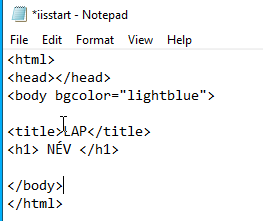 *iisstart - Notepad
File Edit Format View Help
<html>
<head></head>
<body bgcolor="lightblue">
<title>LAP</title>
<h1> NÉV </h1>
</body>
</html>